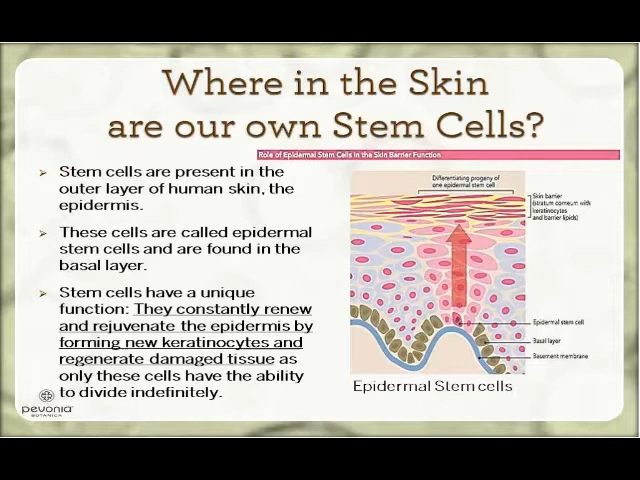 Where in the Skin
are our own Stem Cells?
Role of Epidermal Stem Cells in the Skin Barrier Function
➢ Stem cells are present in the
outer layer of human skin, the
epidermis.
➢ These cells are called epidermal
stem cells and are found in the
basal layer.
➢ Stem cells have a unique
function: They constantly renew
and rejuvenate the epidermis by
forming new keratinocytes and
regenerate damaged tissue as
only these cells have the ability
to divide indefinitely.
Differentiating progeny of
one epidermal stem cell
Skin barrier
(stratum corneum with
keratinocytes
and barrier lipids)
Epidermal stem cell
Basal layer
Basement membrane
Epidermal Stem cells
pevonia
BOTANICA